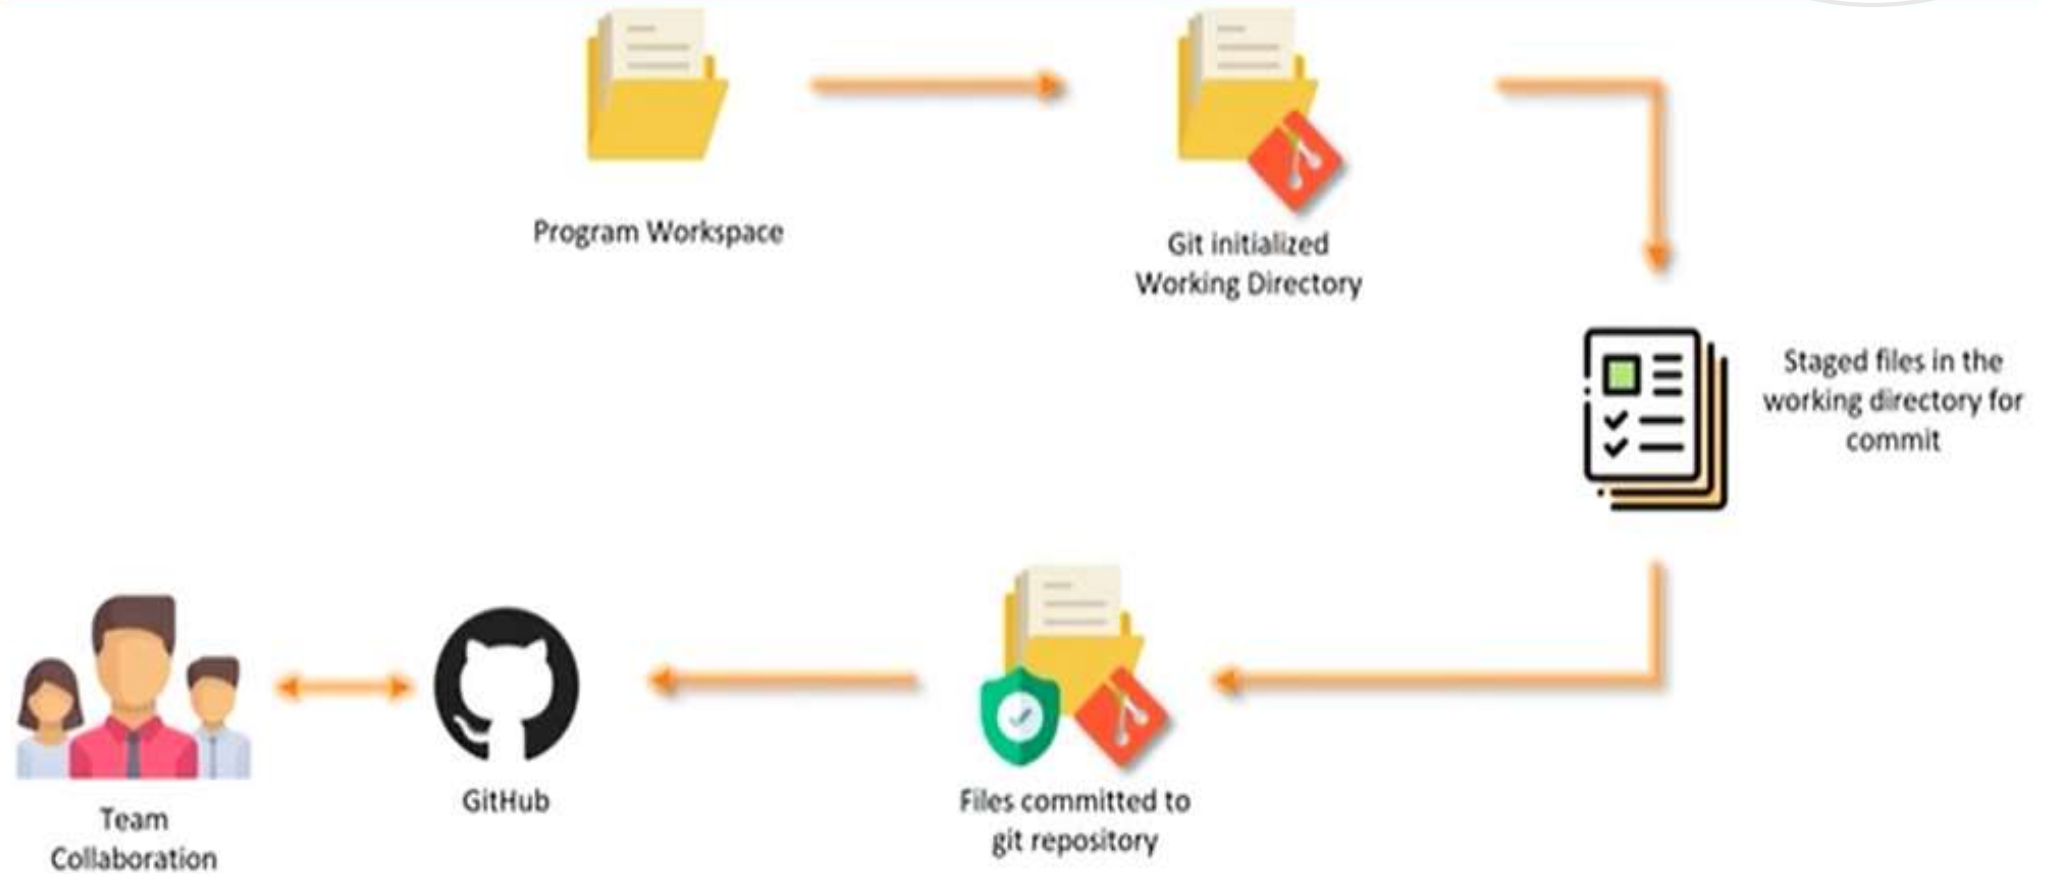 Program Workspace
Git initialized
Working Directory
Staged files in the
working directory for
commit
Files committed to
git repository
GitHub
Team
Collaboration